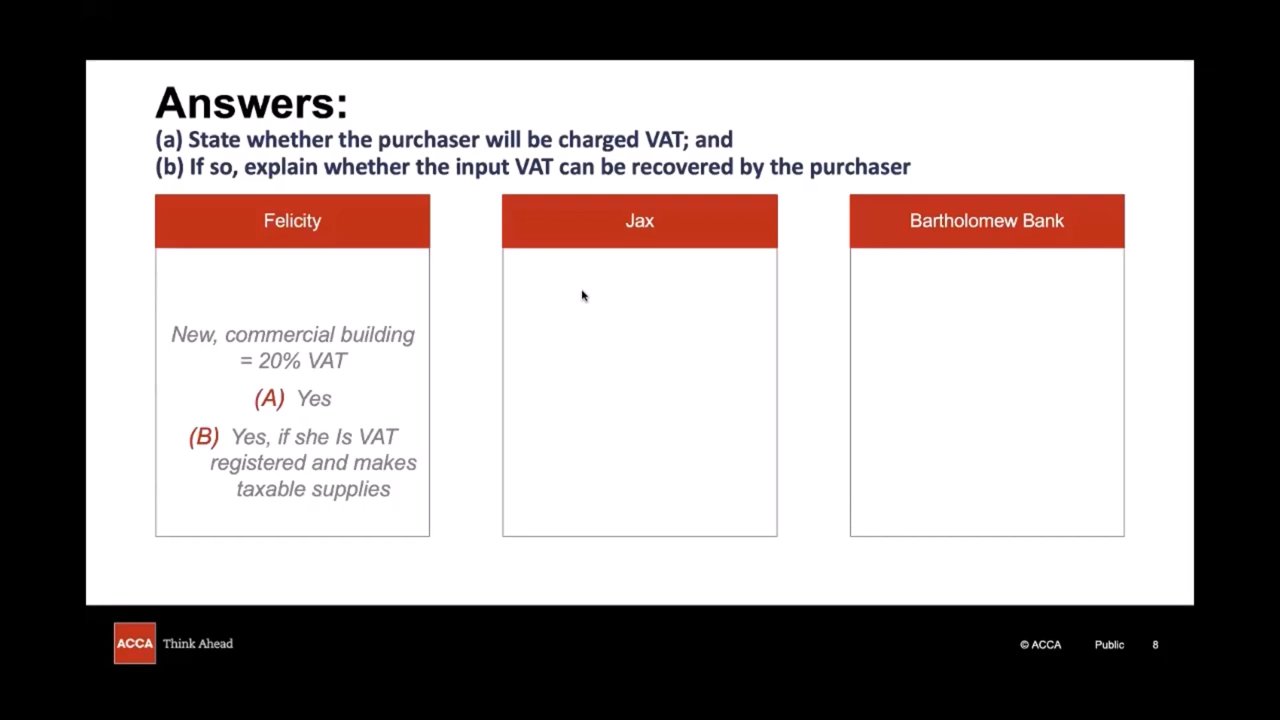 Answers:
(a) State whether the purchaser will be charged VAT; and
(b) If so, explain whether the input VAT can be recovered by the purchaser
Felicity
New, commercial building
= 20% VAT
(A) Yes
(B) Yes, if she Is VAT
registered and makes
taxable supplies
Jax
Bartholomew Bank
ACCA Think Ahead
© ACCA Public 8